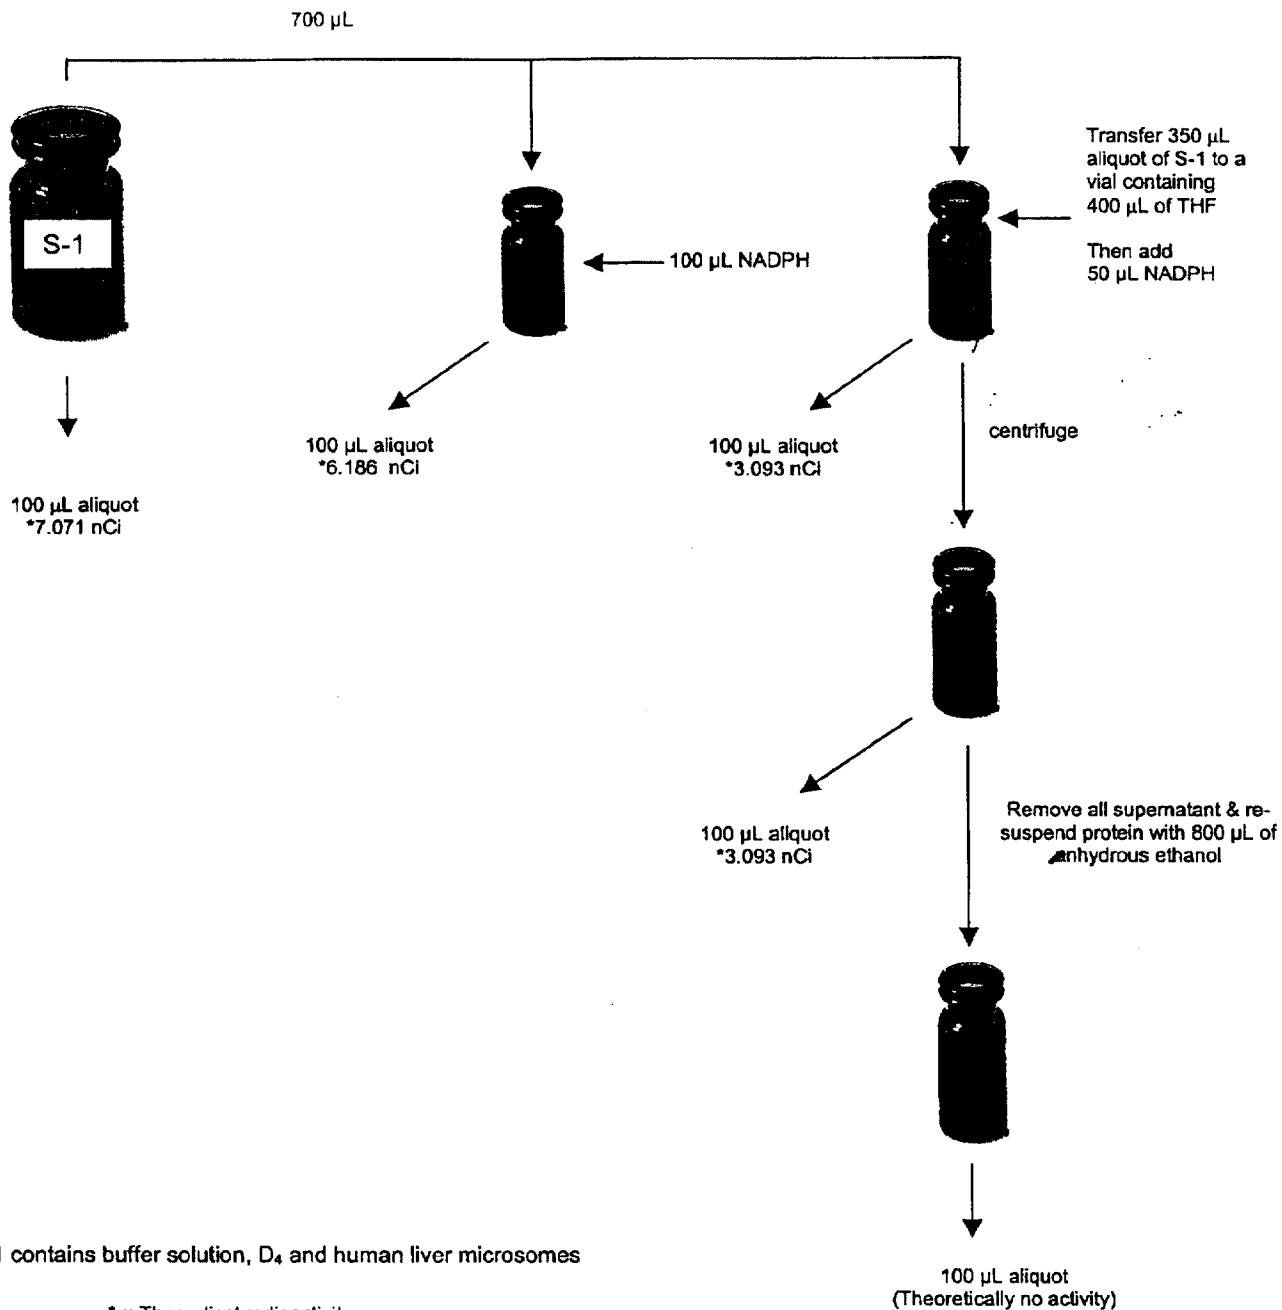 700 µL
Transfer 350 µL
aliquot of S-1 to a
vial containing
400 µL of THF
Then add
50 µL NADPH
S-1
100 µL NADPH
100 µL aliquot
*6.186 nCi
100 µL aliquot
*3.093 nCi
centrifuge
100 µL aliquot
*7.071 nCi
100 µL aliquot
*3.093 nCi
Remove all supernatant & re-
suspend protein with 800 µL of
anhydrous ethanol
contains buffer solution, D₄ and human liver microsomes
100 µL aliquot
(Theoretically no activity)